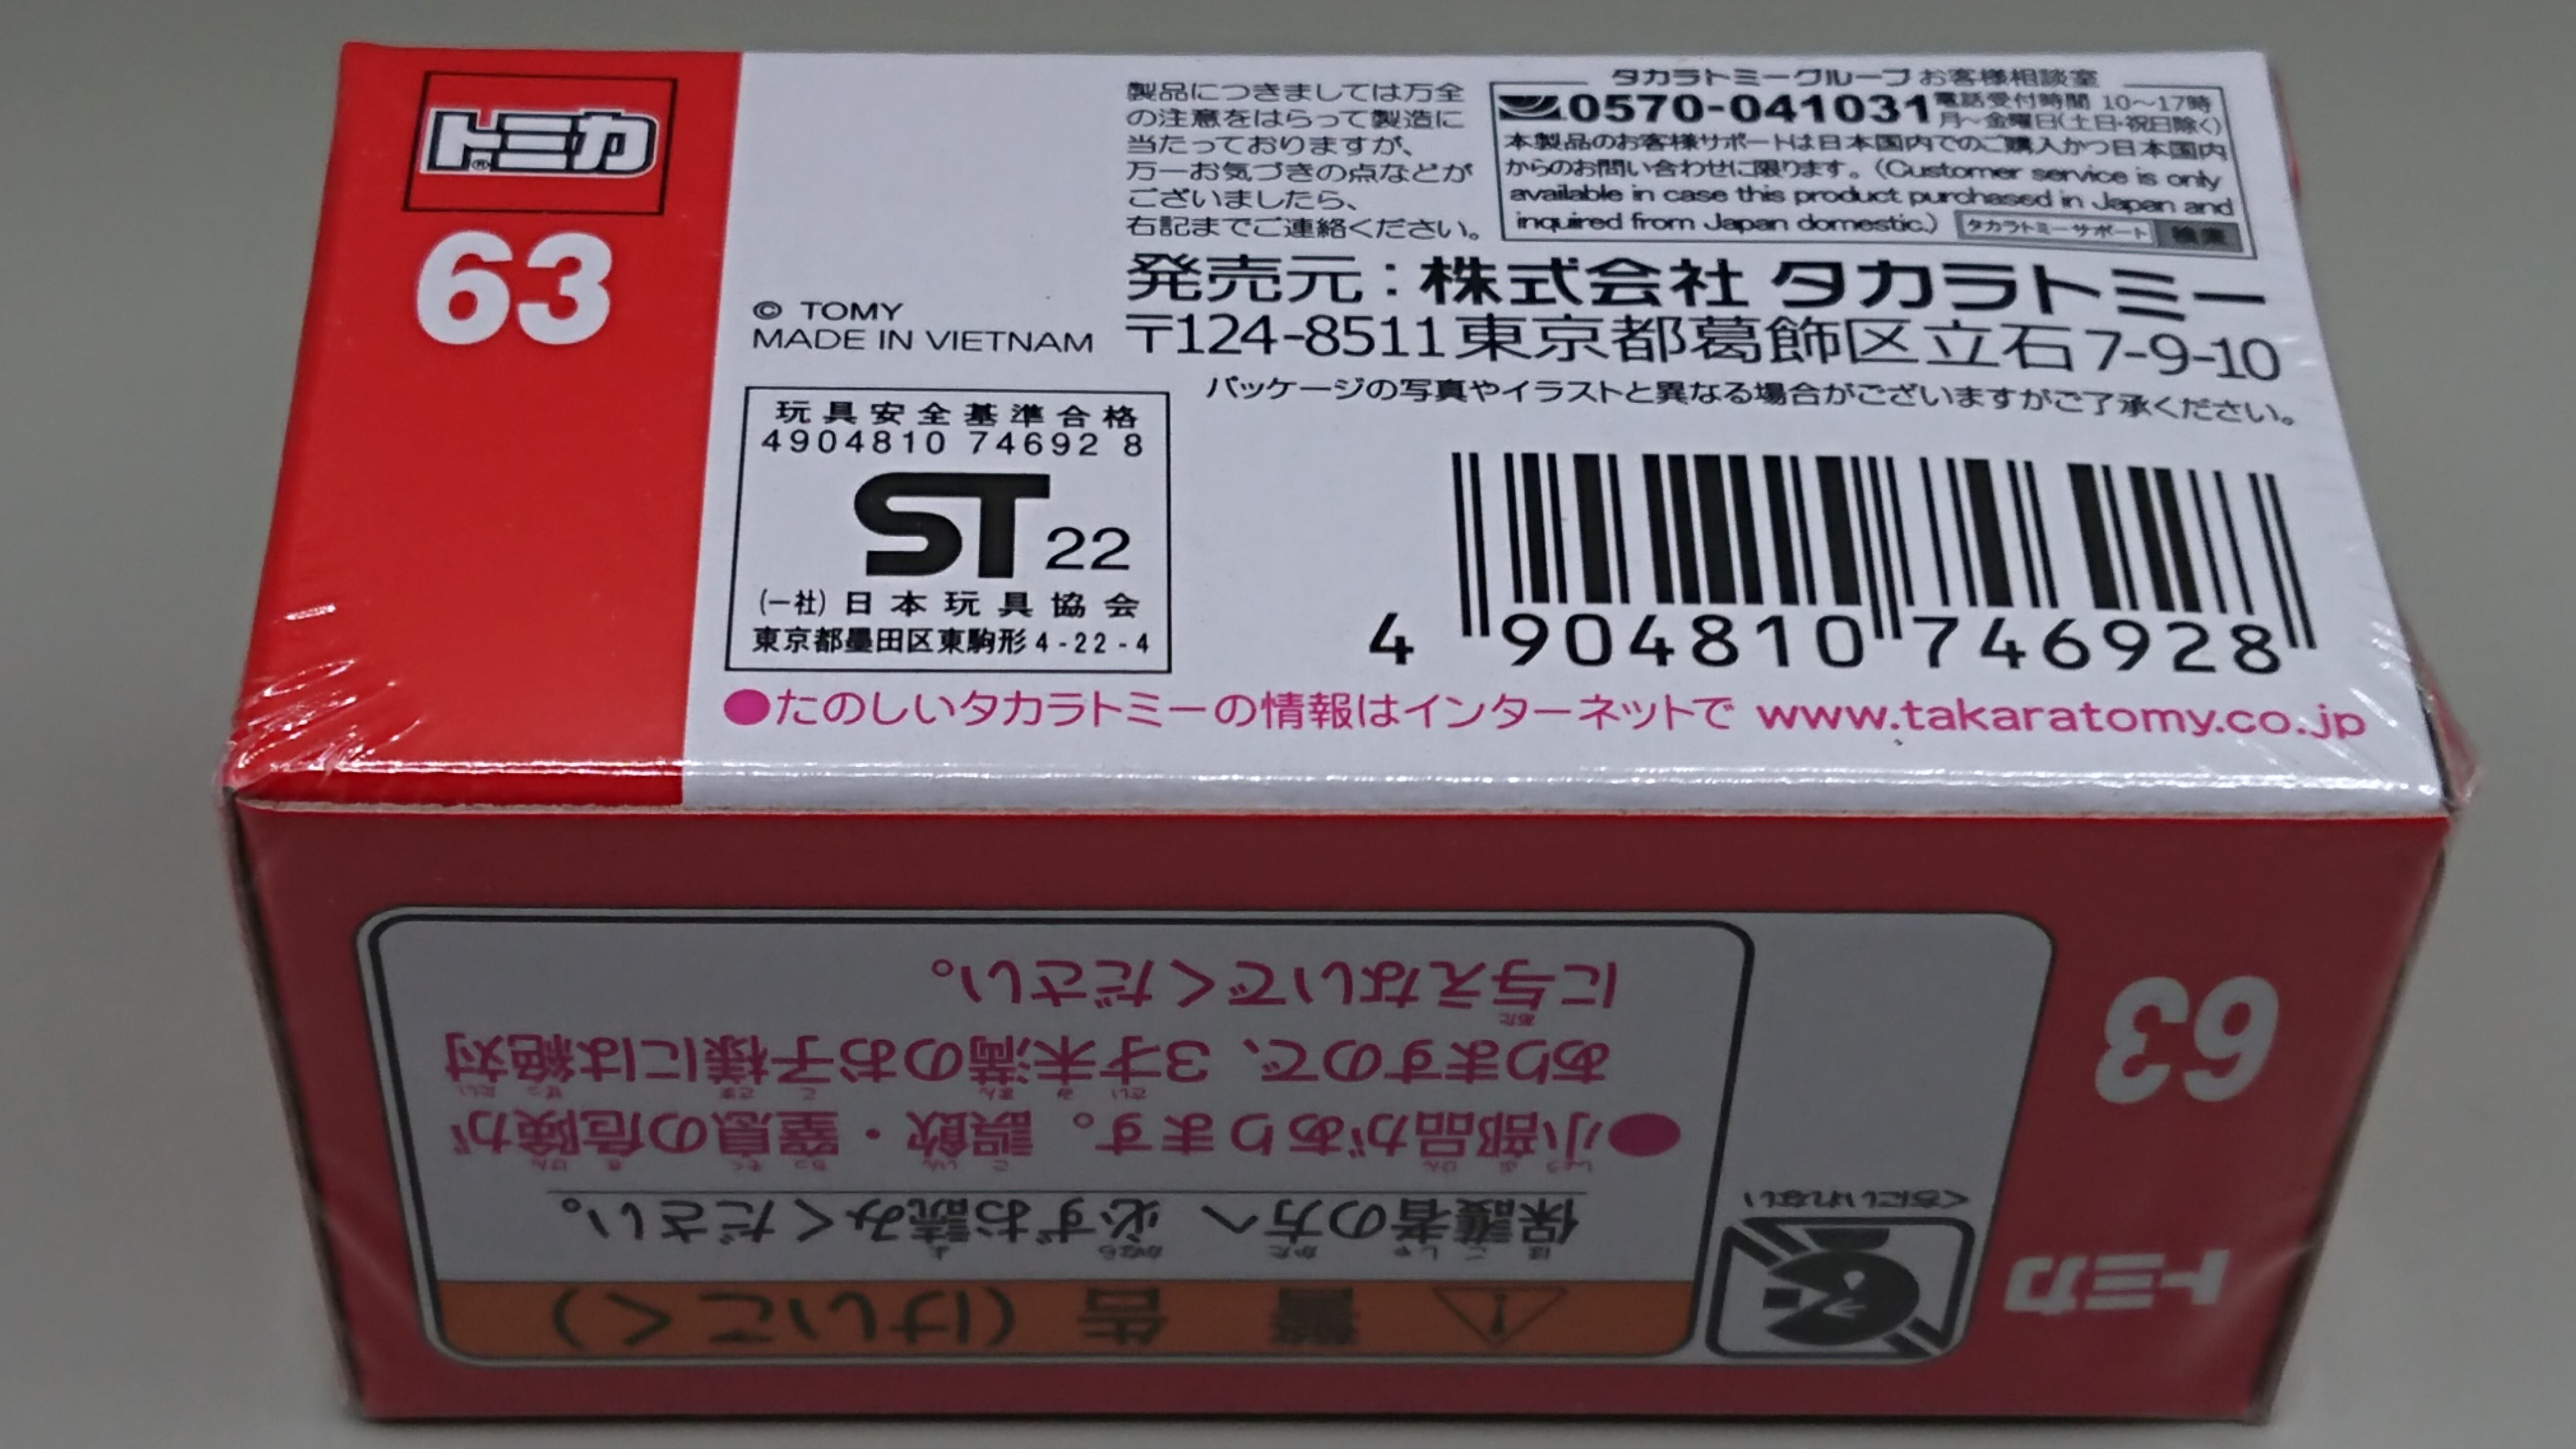 トミカ®
63
© TOMY
MADE IN VIETNAM
製品につきましては万全
の注意をはらって製造に
当たっておりますが、
万一お気づきの点などが
ございましたら、
右記までご連絡ください。
タカラトミーグループ お客様相談室
0570-041031 電話受付時間 10〜17時
月〜金曜日(土日・祝日除く)
本製品のお客様サポートは日本国内でのご購入かつ日本国内
からのお問い合わせに限ります。(Customer service is only
available in case this product purchased in Japan and
inquired from Japan domestic.) タカラトミーサポート 検索
発売元：株式会社 タカラトミー
〒124-8511 東京都葛飾区立石7-9-10
パッケージの写真やイラストと異なる場合がございますがご了承ください。
玩具安全基準合格
4904810 74692 8
ST 22
(一社) 日本玩具協会
東京都墨田区東駒形4-22-4
4 904810 746928
●たのしいタカラトミーの情報はインターネットで www.takaratomy.co.jp
トミカ
63
くちにいれない
警告 (けいこく)
保護者の方へ 必ずお読みください。
●小部品があります。誤飲・窒息の危険が
ありますので、3才未満のお子様には絶対
に与えないでください。